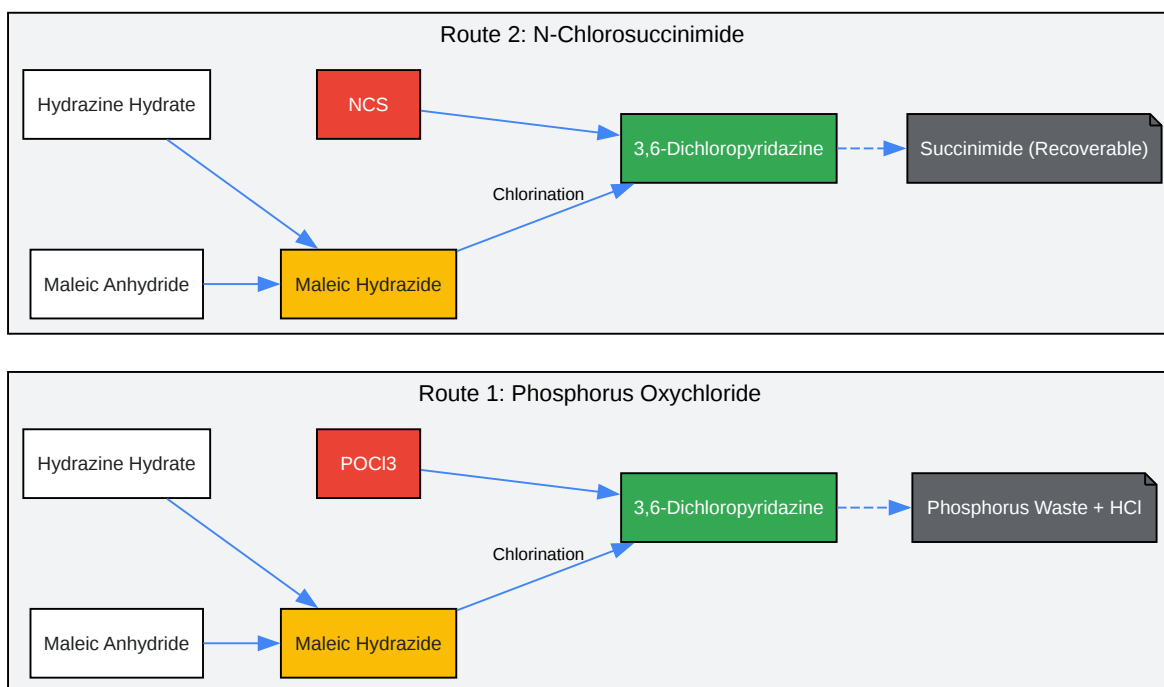 Route 2: N-Chlorosuccinimide
Hydrazine Hydrate
NCS
3,6-Dichloropyridazine
Succinimide (Recoverable)
Chlorination
Maleic Anhydride
Maleic Hydrazide
Route 1: Phosphorus Oxychloride
Hydrazine Hydrate
POCl3
3,6-Dichloropyridazine
Phosphorus Waste + HCl
Chlorination
Maleic Anhydride
Maleic Hydrazide